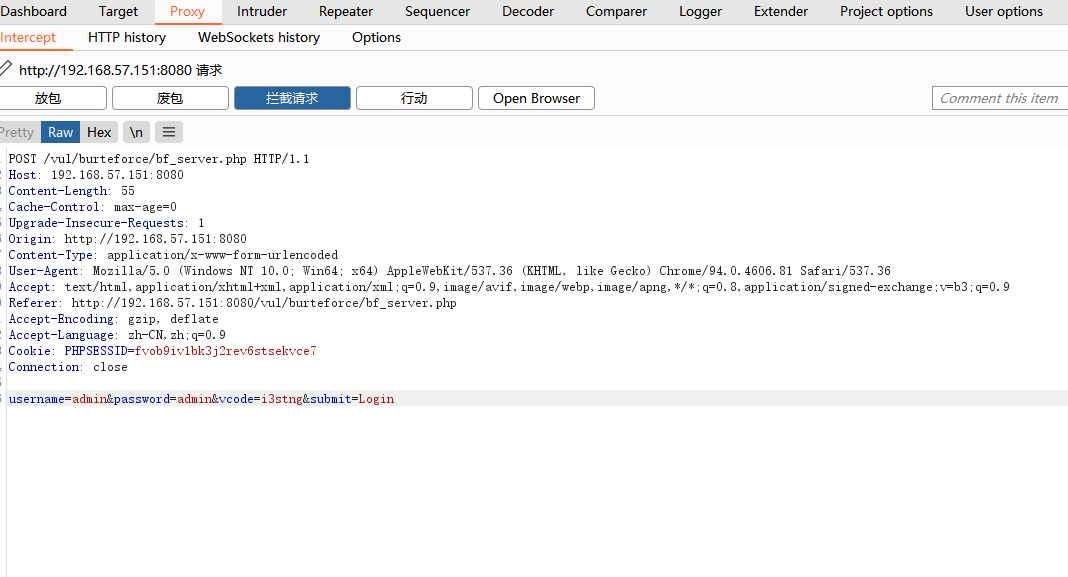 Dashboard Target Proxy Intruder Repeater Sequencer Decoder Comparer Logger Extender Project options User options
Intercept HTTP history WebSockets history Options
http://192.168.57.151:8080 请求
放包 废包 拦截请求 行动 Open Browser Comment this item
Pretty Raw Hex \n
POST /vul/burteforce/bf_server.php HTTP/1.1
Host: 192.168.57.151:8080
Content-Length: 55
Cache-Control: max-age=0
Upgrade-Insecure-Requests: 1
Origin: http://192.168.57.151:8080
Content-Type: application/x-www-form-urlencoded
User-Agent: Mozilla/5.0 (Windows NT 10.0; Win64; x64) AppleWebKit/537.36 (KHTML, like Gecko) Chrome/94.0.4606.81 Safari/537.36
Accept: text/html,application/xhtml+xml,application/xml;q=0.9,image/avif,image/webp,image/apng,*/*;q=0.8,application/signed-exchange;v=b3;q=0.9
Referer: http://192.168.57.151:8080/vul/burteforce/bf_server.php
Accept-Encoding: gzip, deflate
Accept-Language: zh-CN,zh;q=0.9
Cookie: PHPSESSID=fvob9iv1bk3j2rev6stsekvce7
Connection: close
username=admin&password=admin&vcode=i3stng&submit=Login